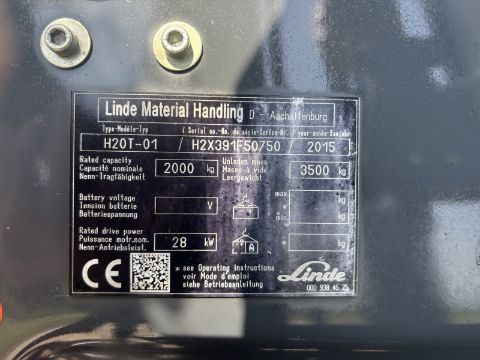 Linde Material Handling D - Aschaffenburg
Type-Modèle-Typ / Serial no.-No. de série-Serien-Nr. / year-année-Baujahr
H20T-01 / H2X391F50750 / 2015
Rated capacity
Capacité nominale
Nenn-Tragfähigkeit
2000 kg
Unladen mass
Masse à vide
Leergewicht
3500 kg
Battery voltage
Tension batterie
Batteriespannung
V
max. kg
*
min. kg
Rated drive power
Puissance motr.nom.
Nenn-Antriebsleist.
28 kW
* kg
CE
* see Operating Instructions
voir Mode d'emploi
siehe Betriebsanleitung
Linde
000 938 45 25